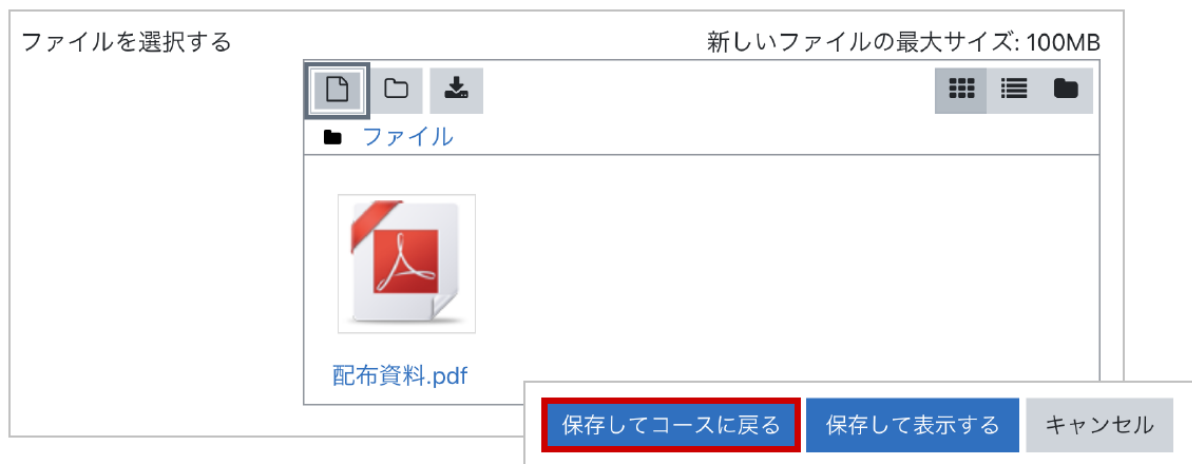 ファイルを選択する
新しいファイルの最大サイズ: 100MB
ファイル
配布資料.pdf
保存してコースに戻る
保存して表示する
キャンセル